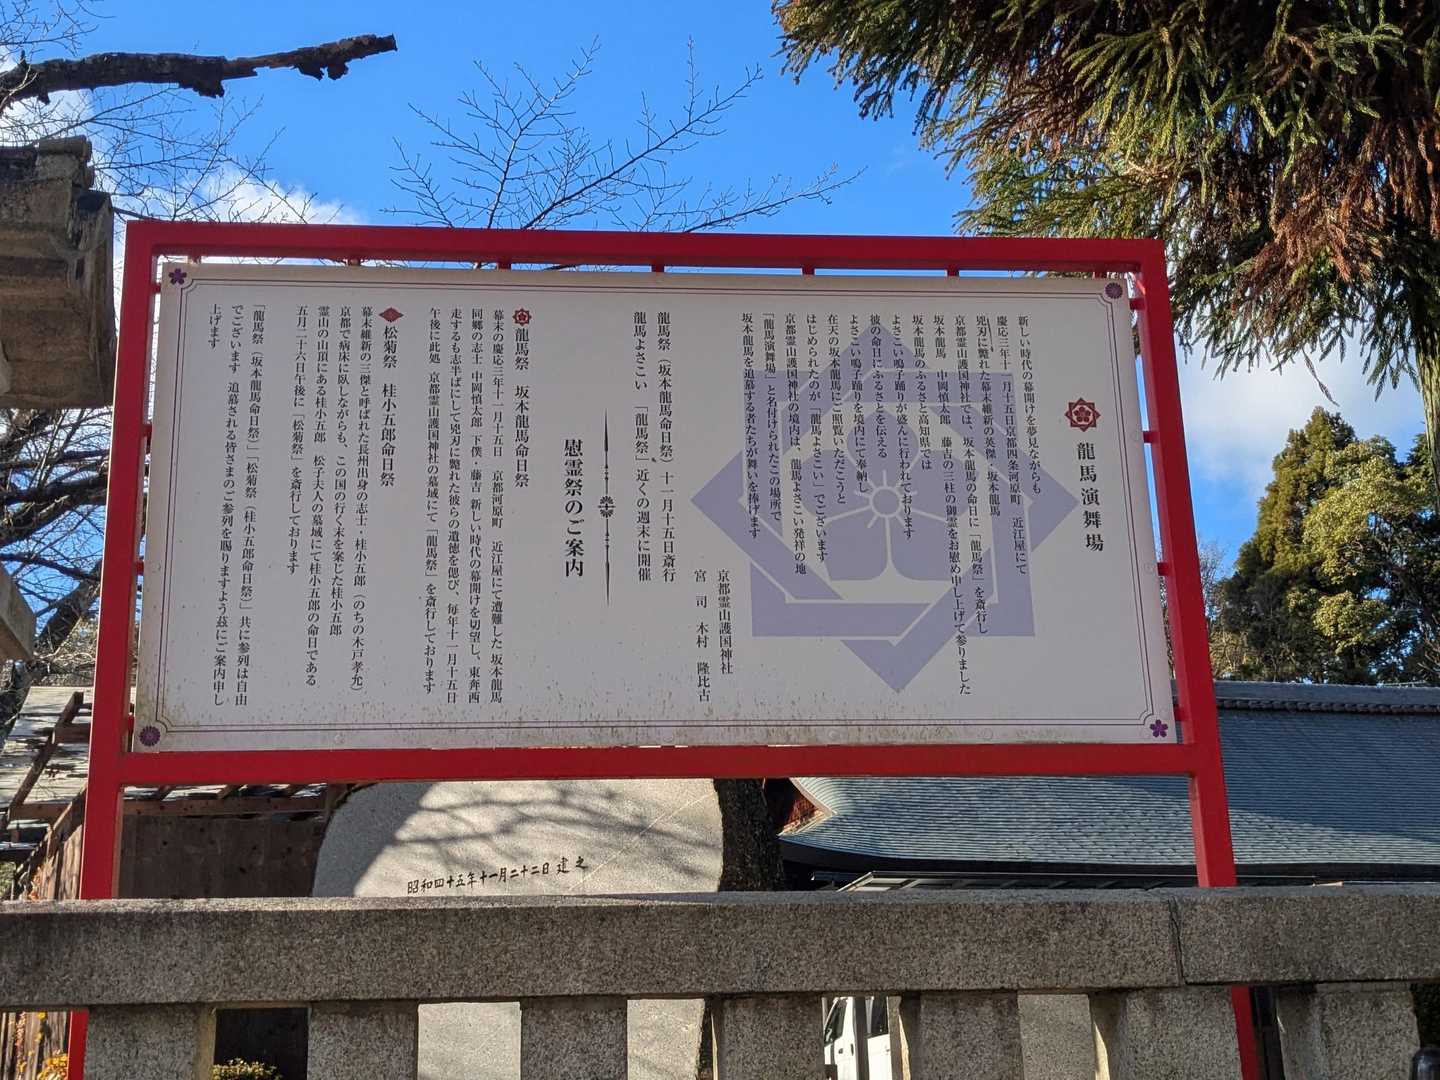 龍馬演舞場
新しい時代の幕開けを夢見ながらも
慶応三年十一月十五日京都四条河原町　近江屋にて
兇刃に斃れた幕末維新の英傑・坂本龍馬
京都霊山護国神社では、坂本龍馬の命日に「龍馬祭」を斎行し
坂本龍馬　中岡慎太郎　藤吉の三柱の御霊をお慰め申し上げて参りました
坂本龍馬のふるさと高知県では
よさこい鳴子踊りが盛んに行われております
彼の命日にふるさとを伝える
よさこい鳴子踊りを境内にて奉納し
在天の坂本龍馬にご照覧いただこうと
はじめられたのが「龍馬よさこい」でございます
京都霊山護国神社の境内は、龍馬よさこい発祥の地
「龍馬演舞場」と名付けられたこの場所で
坂本龍馬を追慕する者たちが舞いを捧げます
京都霊山護国神社
宮司　木村　隆比古
龍馬祭（坂本龍馬命日祭）十一月十五日斎行
龍馬よさこい　「龍馬祭」近くの週末に開催
慰霊祭のご案内
龍馬祭　坂本龍馬命日祭
幕末の慶応三年十一月十五日　京都河原町　近江屋にて遭難した 坂本龍馬
同郷の志士 中岡慎太郎 下僕　藤吉 新しい時代の幕開けを切望し、東奔西
走するも志半ばにして兇刃に斃れた彼らの遺徳を偲び、毎年十一月十五日
午後に此処 京都霊山護国神社の墓域にて「龍馬祭」を斎行しております
松菊祭　桂小五郎命日祭
幕末維新の三傑と呼ばれた長州出身の志士・桂小五郎（のちの木戸孝允）
京都で病床に臥しながらも、この国の行く末を案じた桂小五郎
霊山の山頂にある桂小五郎 松子夫人の墓域にて桂小五郎の命日である
五月二十六日午後に「松菊祭」を斎行しております
「龍馬祭（坂本龍馬命日祭）」「松菊祭（桂小五郎命日祭）」共に参列は自由
でございます 追慕される皆さまのご参列を賜りますよう茲にご案内申し
上げます
昭和四十五年十一月二十二日 建之